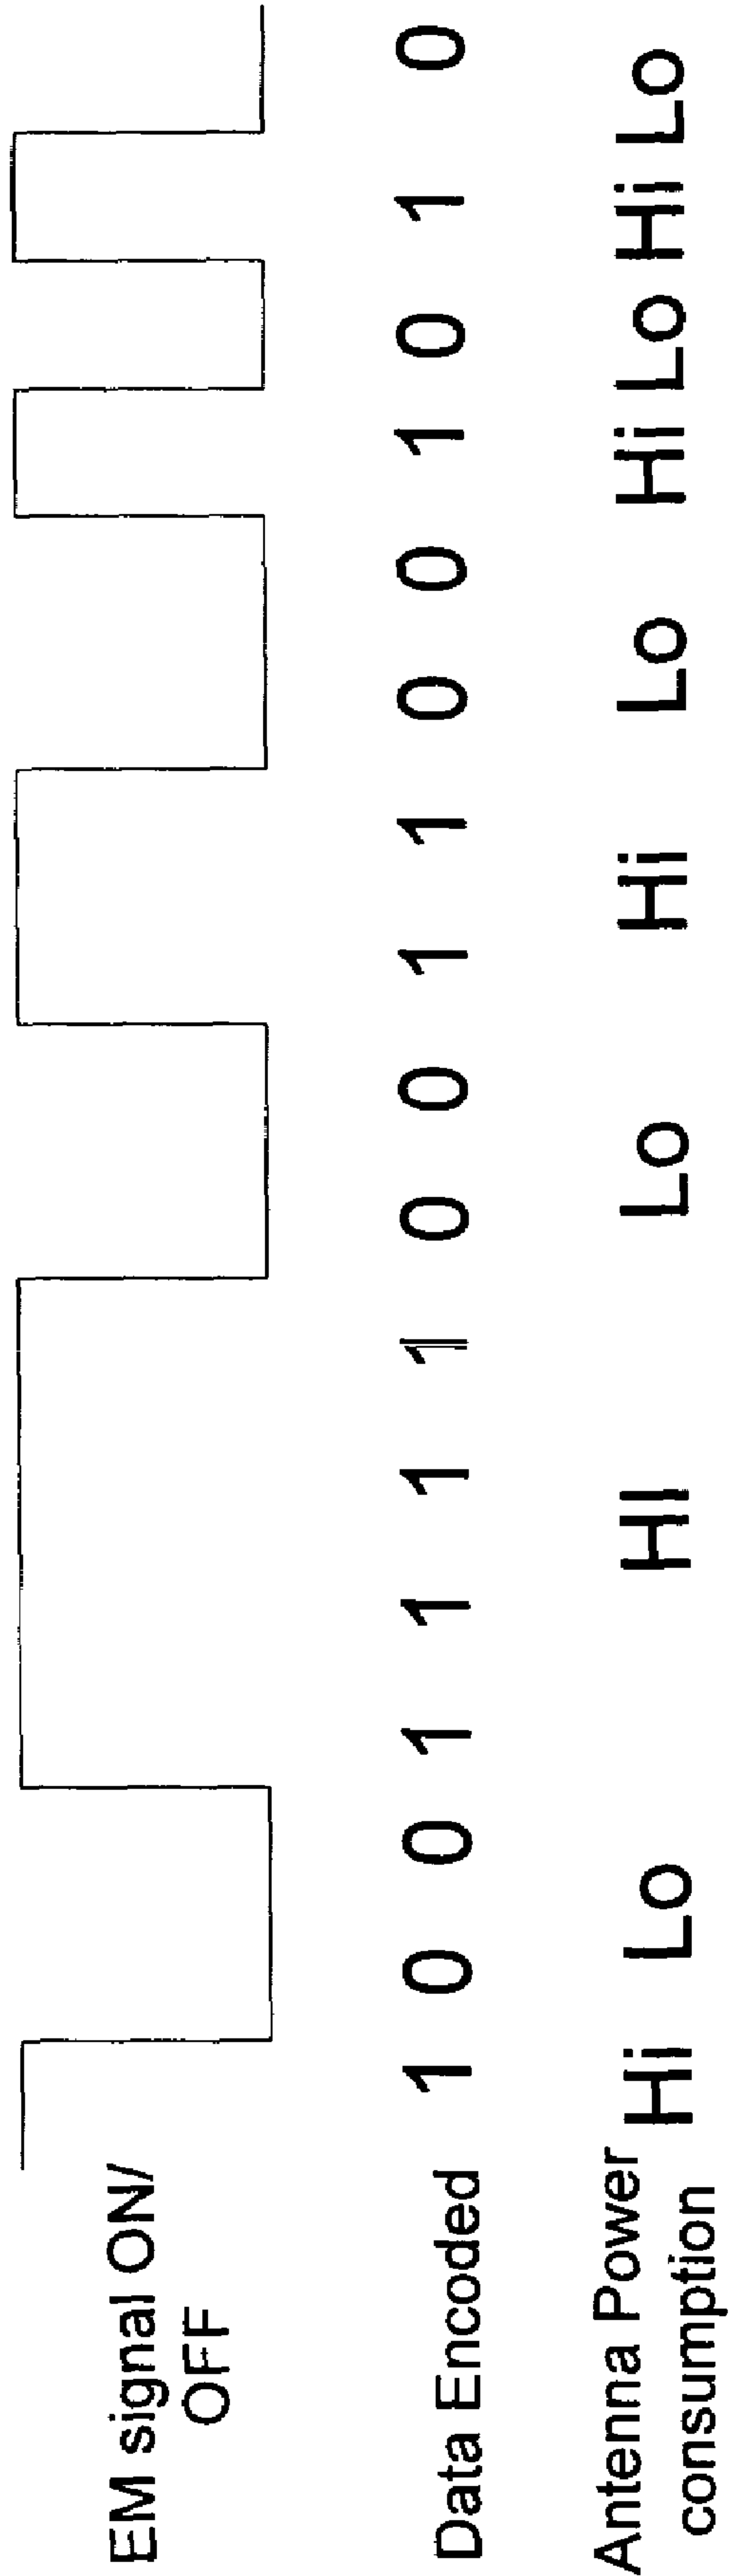 EM signal ON/
OFF
Data Encoded 1 0 0 1 1 1 1 0 0 1 1 0 0 1 0 1 0
Antenna Power Hi Lo HI Lo Hi Lo Hi Lo Hi Lo
consumption